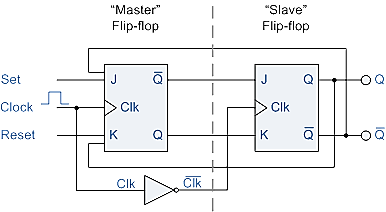 “Master”
Flip-flop
“Slave”
Flip-flop
Set
J
Q̅
J
Q
Q
Clock
Clk
Clk
Reset
K
Q
K
Q̅
Q̅
Clk
C̅l̅k̅